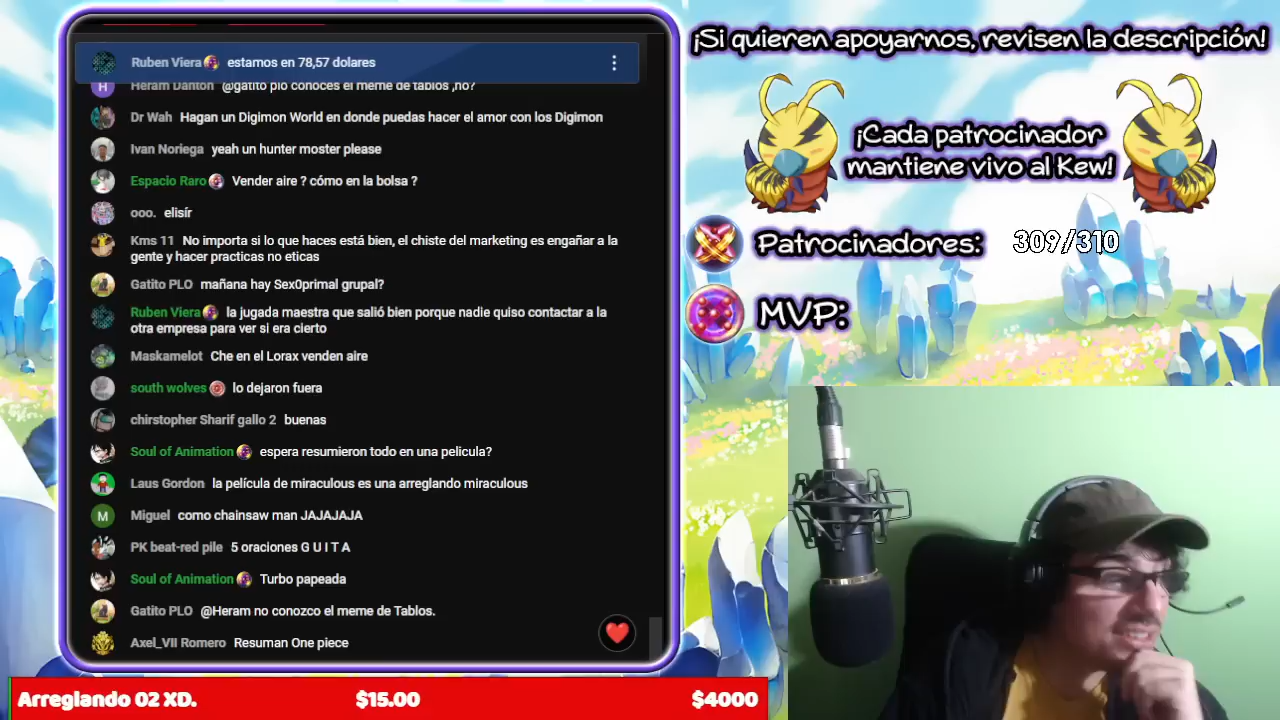 Ruben Viera estamos en 78,57 dolares
H Heram Danton @gatito plo conoces el meme de tablos ,no?
Dr Wah Hagan un Digimon World en donde puedas hacer el amor con los Digimon
Ivan Noriega yeah un hunter moster please
Espacio Raro Vender aire ? cómo en la bolsa ?
ooo. elisír
Kms 11 No importa si lo que haces está bien, el chiste del marketing es engañar a la
gente y hacer practicas no eticas
Gatito PLO mañana hay Sex0primal grupal?
Ruben Viera la jugada maestra que salió bien porque nadie quiso contactar a la
otra empresa para ver si era cierto
Maskamelot Che en el Lorax venden aire
south wolves lo dejaron fuera
chirstopher Sharif gallo 2 buenas
Soul of Animation espera resumieron todo en una pelicula?
Laus Gordon la película de miraculous es una arreglando miraculous
M Miguel como chainsaw man JAJAJAJA
PK beat-red pile 5 oraciones G U I T A
Soul of Animation Turbo papeada
Gatito PLO @Heram no conozco el meme de Tablos.
Axel_VII Romero Resuman One piece
Arreglando 02 XD. $15.00 $4000
¡Si quieren apoyarnos, revisen la descripción!
¡Cada patrocinador
mantiene vivo al Kew!
Patrocinadores: 309/310
MVP: